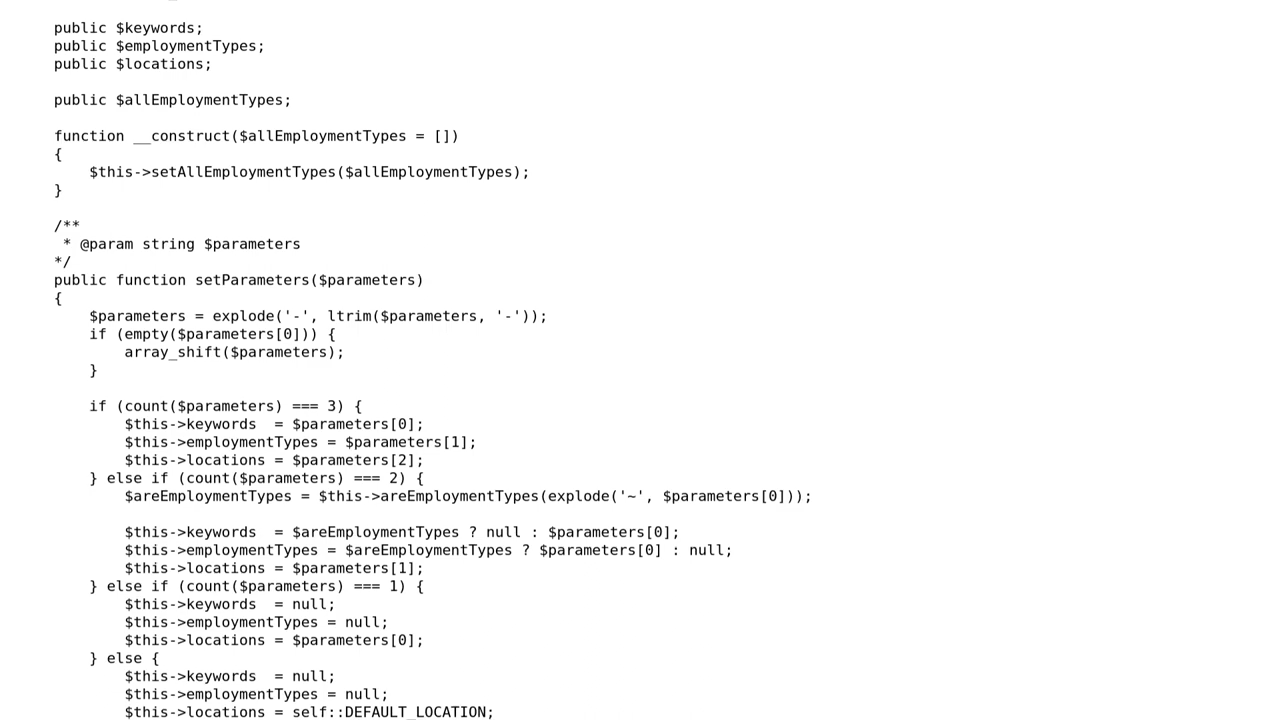 public $keywords;
public $employmentTypes;
public $locations;

public $allEmploymentTypes;

function __construct($allEmploymentTypes = [])
{
    $this->setAllEmploymentTypes($allEmploymentTypes);
}

/**
 * @param string $parameters
*/
public function setParameters($parameters)
{
    $parameters = explode('-', ltrim($parameters, '-'));
    if (empty($parameters[0])) {
        array_shift($parameters);
    }

    if (count($parameters) === 3) {
        $this->keywords  = $parameters[0];
        $this->employmentTypes = $parameters[1];
        $this->locations = $parameters[2];
    } else if (count($parameters) === 2) {
        $areEmploymentTypes = $this->areEmploymentTypes(explode('~', $parameters[0]));

        $this->keywords  = $areEmploymentTypes ? null : $parameters[0];
        $this->employmentTypes = $areEmploymentTypes ? $parameters[0] : null;
        $this->locations = $parameters[1];
    } else if (count($parameters) === 1) {
        $this->keywords  = null;
        $this->employmentTypes = null;
        $this->locations = $parameters[0];
    } else {
        $this->keywords  = null;
        $this->employmentTypes = null;
        $this->locations = self::DEFAULT_LOCATION;